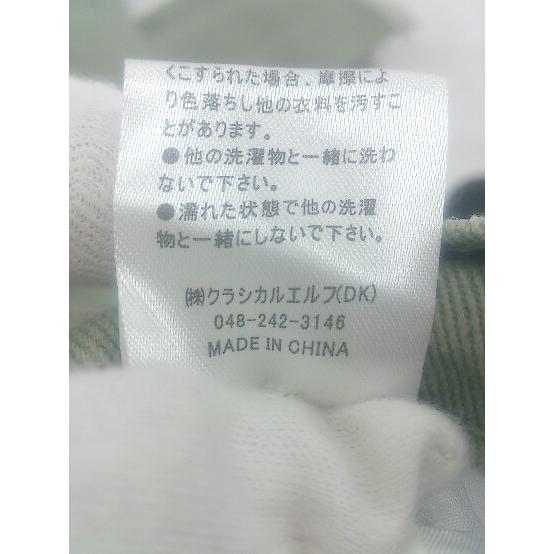 くこすられた場合、摩擦によ
り色落ちし他の衣料を汚すこ
とがあります。
●他の洗濯物と一緒に洗わ
ないで下さい。
●濡れた状態で他の洗濯
物と一緒にしないで下さい。
㈱クラシカルエルフ(DK)
048-242-3146
MADE IN CHINA